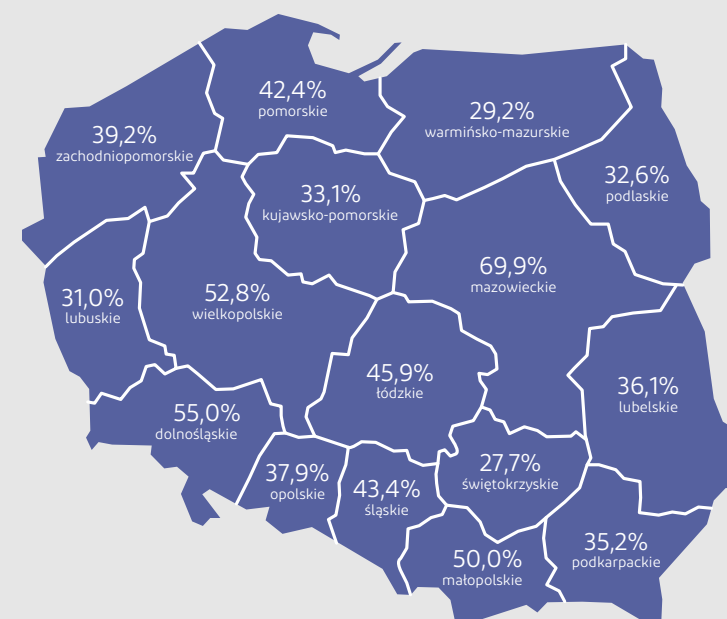 42,4%
pomorskie
29,2%
warmińsko-mazurskie
39,2%
zachodniopomorskie
32,6%
podlaskie
33,1%
kujawsko-pomorskie
69,9%
mazowieckie
31,0%
lubuskie
52,8%
wielkopolskie
45,9%
łódzkie
36,1%
lubelskie
55,0%
dolnośląskie
37,9%
opolskie
43,4%
śląskie
27,7%
świętokrzyskie
50,0%
małopolskie
35,2%
podkarpackie